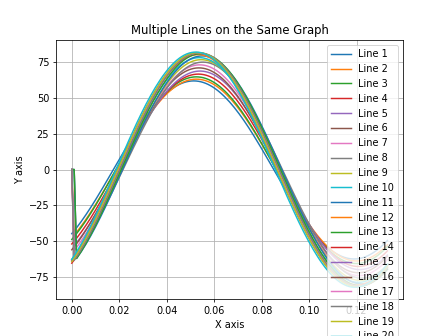 Multiple Lines on the Same Graph
Y axis
75
50
25
0
−25
−50
−75
0.00
0.02
0.04
0.06
0.08
0.10
X axis
Line 1
Line 2
Line 3
Line 4
Line 5
Line 6
Line 7
Line 8
Line 9
Line 10
Line 11
Line 12
Line 13
Line 14
Line 15
Line 16
Line 17
Line 18
Line 19
Line 20